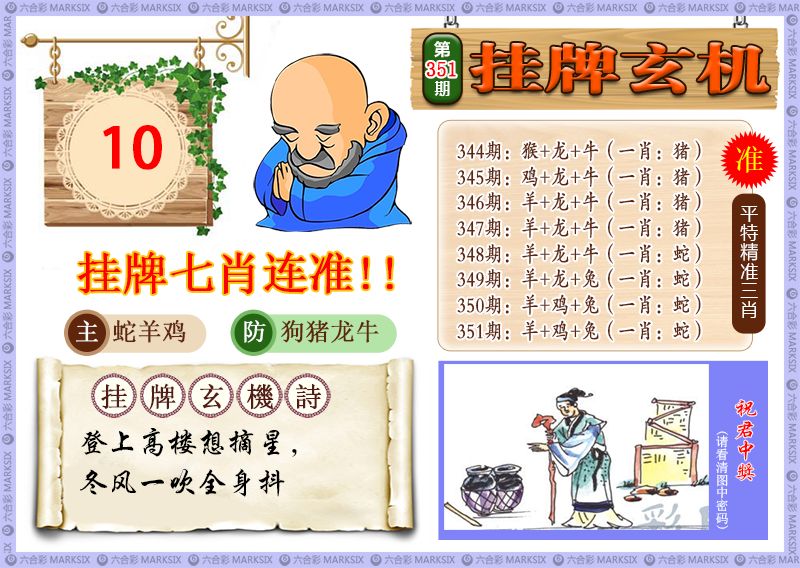 六合彩 MARKSIX
10
第
351
期
挂牌玄机
344期：猴+龙+牛（一肖：猪）
345期：鸡+龙+牛（一肖：猪）
346期：羊+龙+牛（一肖：猪）
347期：羊+龙+牛（一肖：猪）
348期：羊+龙+牛（一肖：蛇）
349期：羊+龙+兔（一肖：蛇）
350期：羊+鸡+兔（一肖：蛇）
351期：羊+鸡+兔（一肖：蛇）
准
平特精准三肖
挂牌七肖连准!!
主 蛇羊鸡
防 狗猪龙牛
挂牌玄機詩
登上高楼想摘星，
冬风一吹全身抖
祝君中獎
(请看清图中密码)